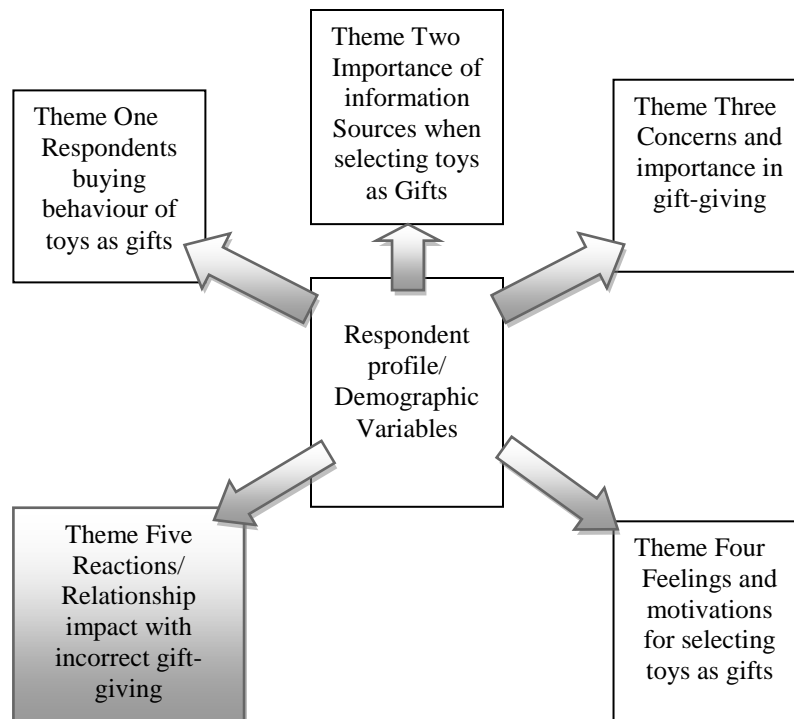 Theme One
Respondents
buying
behaviour of
toys as gifts
Theme Two
Importance of
information
Sources when
selecting toys
as Gifts
Theme Three
Concerns and
importance in
gift-giving
Respondent
profile/
Demographic
Variables
Theme Five
Reactions/
Relationship
impact with
incorrect gift-
giving
Theme Four
Feelings and
motivations
for selecting
toys as gifts